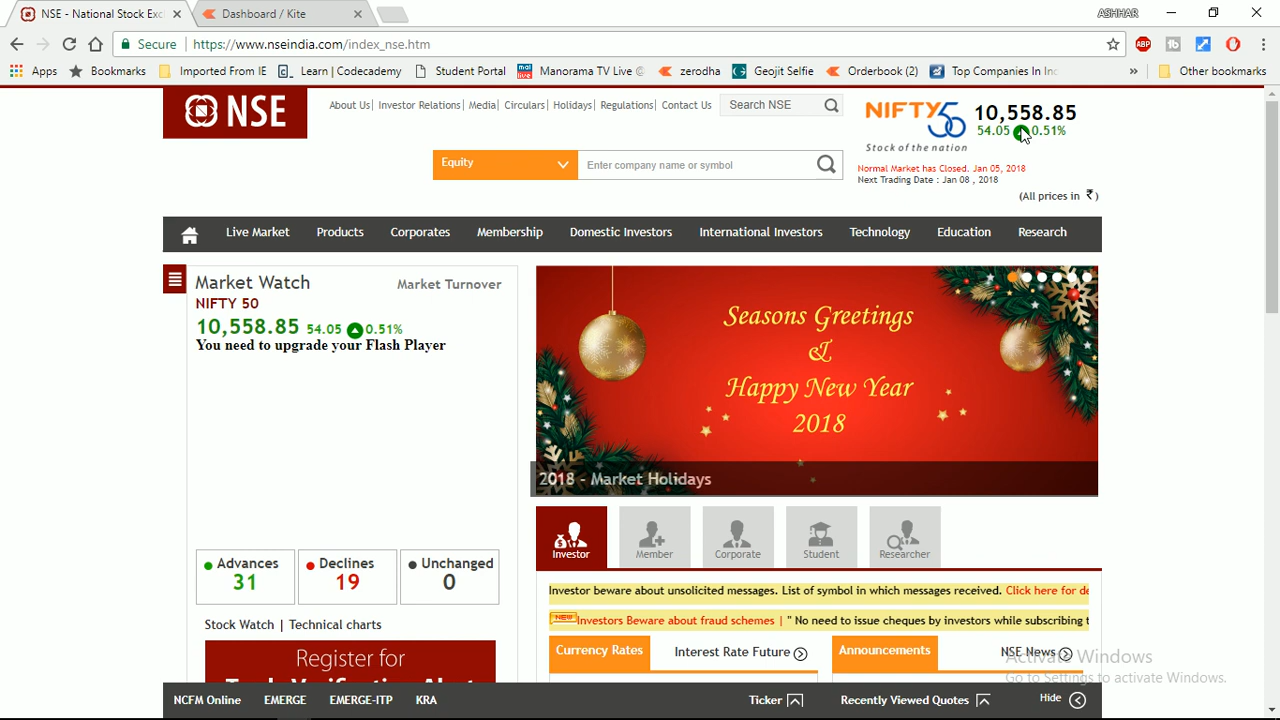 NSE - National Stock Exc
Dashboard / Kite
ASHHAR
Secure
https://www.nseindia.com/index_nse.htm
ABP
Apps
Bookmarks
Imported From IE
Learn | Codecademy
Student Portal
Manorama TV Live
zerodha
Geojit Selfie
Orderbook (2)
Top Companies In Inc
»
Other bookmarks
NSE
About Us| Investor Relations| Media| Circulars| Holidays| Regulations| Contact Us
Search NSE
NIFTY50
Stock of the nation
10,558.85
54.05 0.51%
Equity
Enter company name or symbol
Normal Market has Closed. Jan 05, 2018
Next Trading Date : Jan 08 , 2018
(All prices in ₹)
Live Market
Products
Corporates
Membership
Domestic Investors
International Investors
Technology
Education
Research
Market Watch
Market Turnover
NIFTY 50
10,558.85 54.05 0.51%
You need to upgrade your Flash Player
Seasons Greetings
&
Happy New Year
2018
2018 - Market Holidays
Advances
31
Declines
19
Unchanged
0
Stock Watch | Technical charts
Register for
Investor
Member
Corporate
Student
Researcher
Investor beware about unsolicited messages. List of symbol in which messages received. Click here for de
NEW Investors Beware about fraud schemes | " No need to issue cheques by investors while subscribing t
Currency Rates
Interest Rate Future
Announcements
NSE News
Activate Windows
Go to Settings to activate Windows.
NCFM Online
EMERGE
EMERGE-ITP
KRA
Ticker
Recently Viewed Quotes
Hide